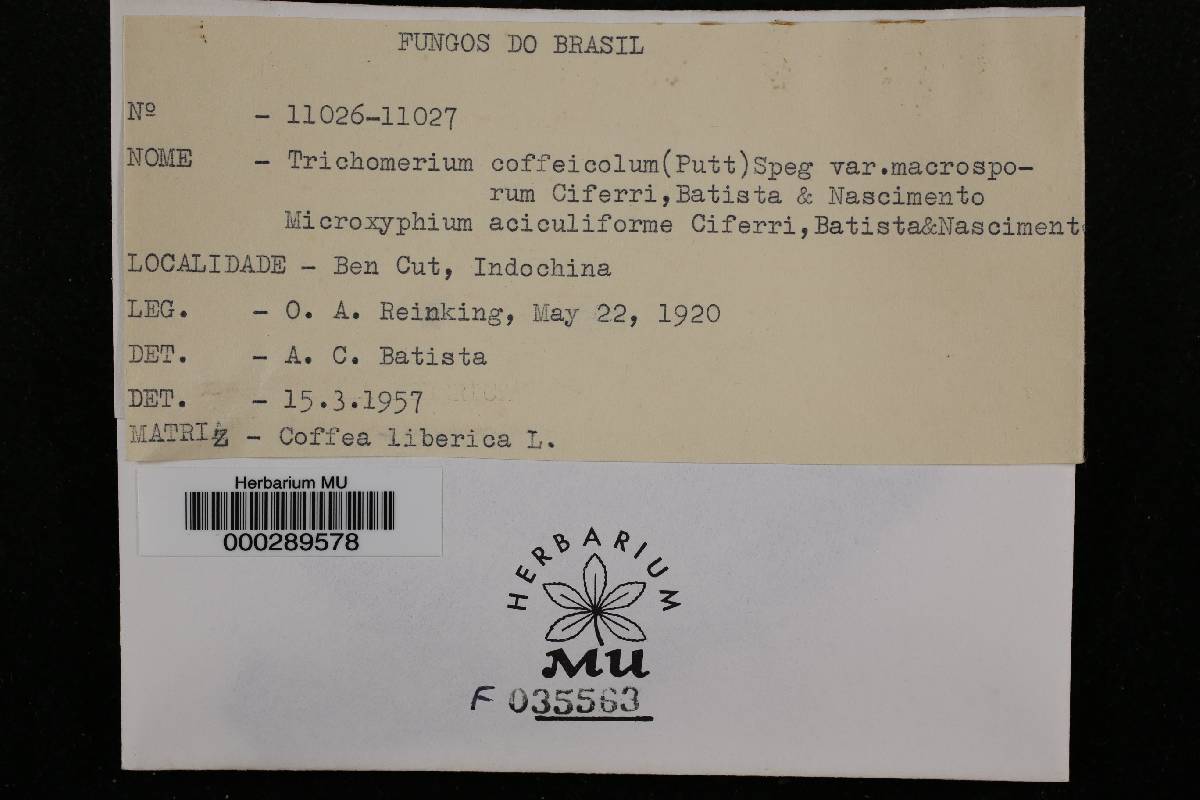 FUNGOS DO BRASIL
Nº - 11026-11027
NOME - Trichomerium coffeicolum(Putt)Speg var.macrospo-
rum Ciferri,Batista & Nascimento
Microxyphium aciculiforme Ciferri,Batista&Nasciment
LOCALIDADE - Ben Cut, Indochina
LEG. - O. A. Reinking, May 22, 1920
DET. - A. C. Batista
DET. - 15.3.1957
MATRIZ - Coffea liberica L.
Herbarium MU
000289578
HERBARIUM
MU
F 035563